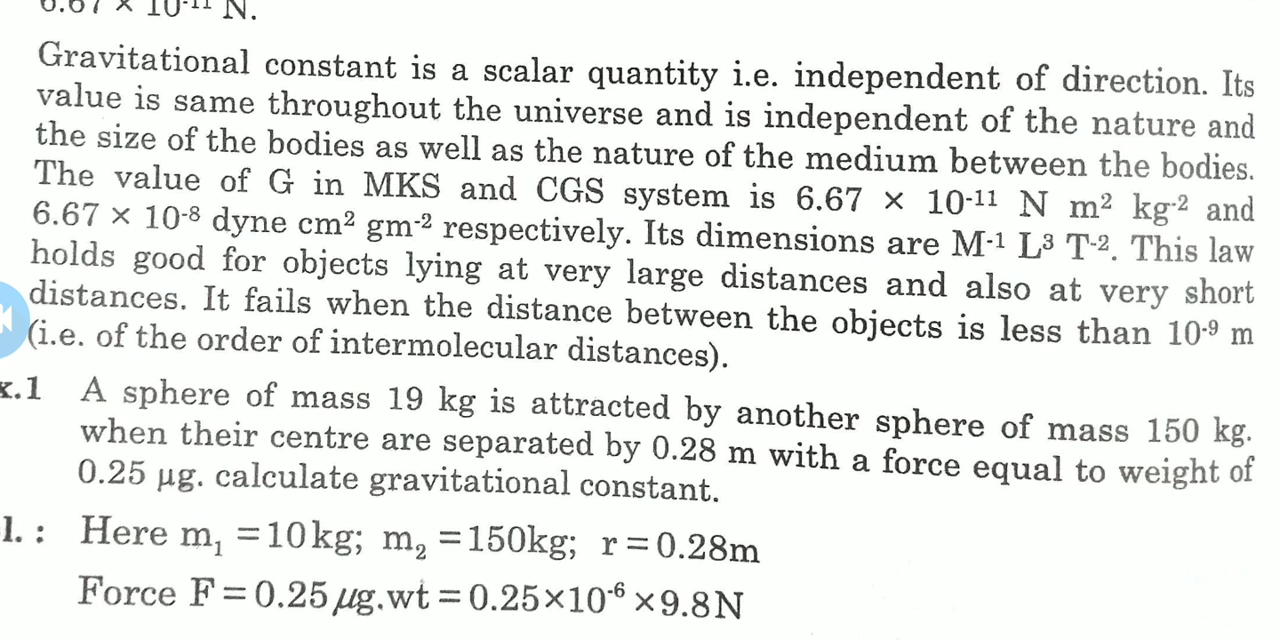 6.67 × 10-11 N.
Gravitational constant is a scalar quantity i.e. independent of direction. Its
value is same throughout the universe and is independent of the nature and
the size of the bodies as well as the nature of the medium between the bodies.
The value of G in MKS and CGS system is 6.67 × 10-11 N m² kg-2 and
6.67 × 10-8 dyne cm² gm-2 respectively. Its dimensions are M-1 L³ T-2. This law
holds good for objects lying at very large distances and also at very short
distances. It fails when the distance between the objects is less than 10-9 m
(i.e. of the order of intermolecular distances).
x.1 A sphere of mass 19 kg is attracted by another sphere of mass 150 kg.
when their centre are separated by 0.28 m with a force equal to weight of
0.25 μg. calculate gravitational constant.
l. : Here m₁ = 10kg; m₂ = 150kg; r = 0.28m
Force F = 0.25 μg.wt = 0.25×10-6 ×9.8N